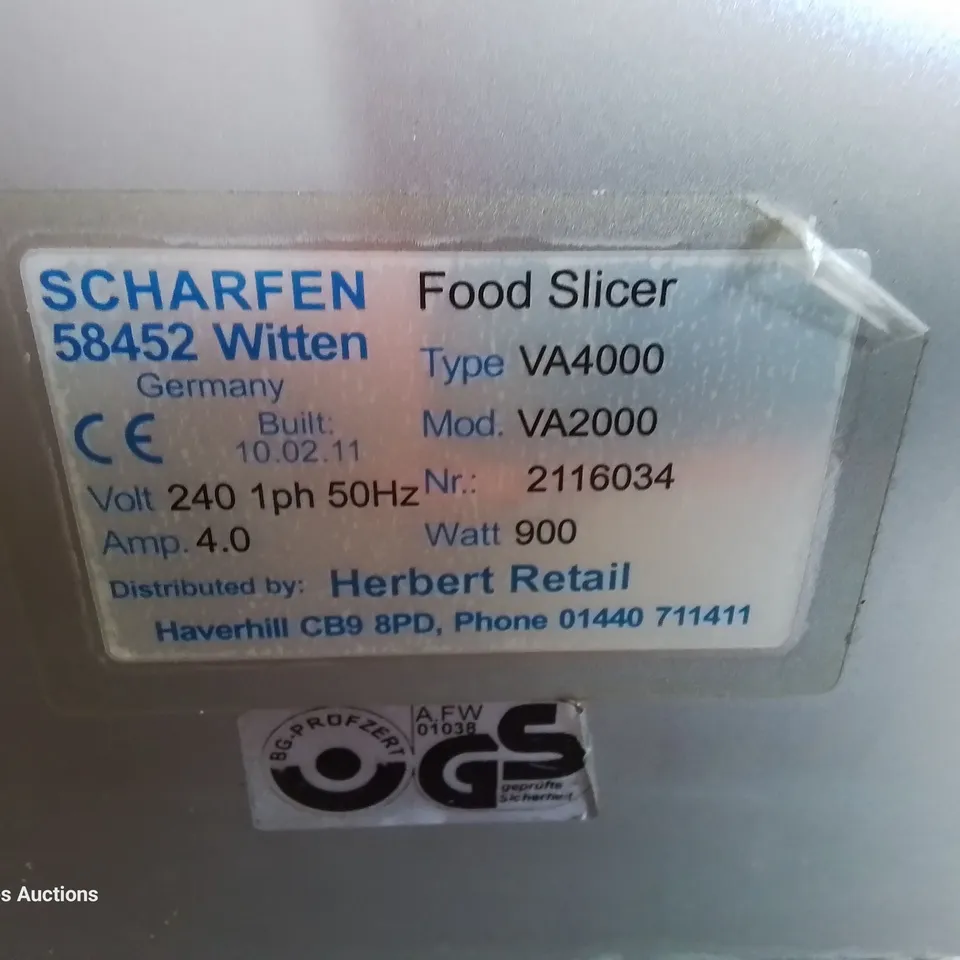 SCHARFEN Food Slicer
58452 Witten Type VA4000
Germany
Built: Mod. VA2000
CE 10.02.11
Volt 240 1ph 50Hz Nr.: 2116034
Amp. 4.0 Watt 900
Distributed by: Herbert Retail
Haverhill CB9 8PD, Phone 01440 711411
BG-PRÜFZERT
A.FW
01038
GS
geprüfte
Sicherheit
s Auctions